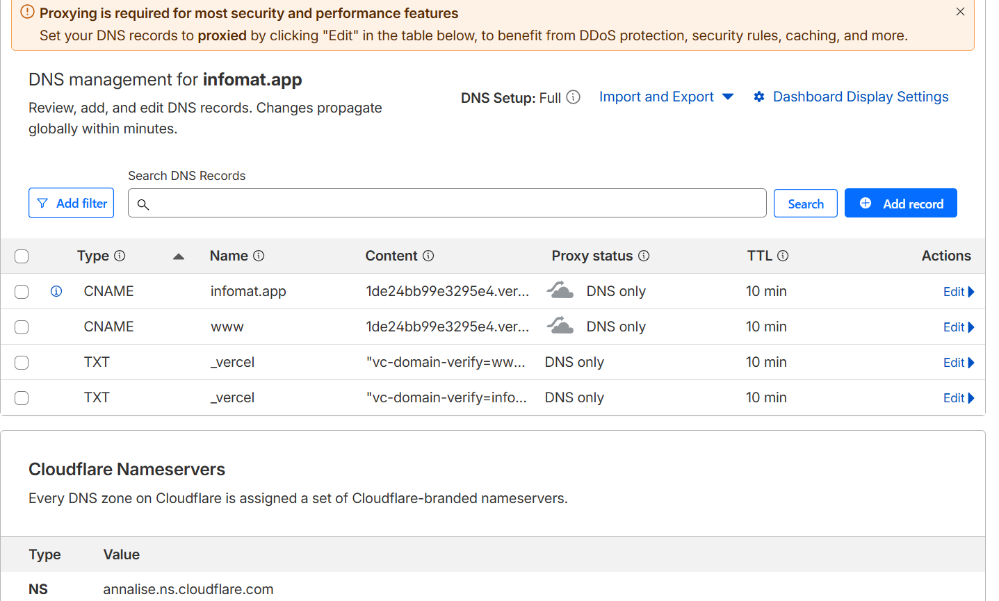 Proxying is required for most security and performance features
Set your DNS records to proxied by clicking "Edit" in the table below, to benefit from DDoS protection, security rules, caching, and more.
DNS management for infomat.app
Review, add, and edit DNS records. Changes propagate
globally within minutes.
DNS Setup: Full
Import and Export
Dashboard Display Settings
Search DNS Records
Add filter
Search
Add record
Type Name Content Proxy status TTL Actions
CNAME infomat.app 1de24bb99e3295e4.ver... DNS only 10 min Edit
CNAME www 1de24bb99e3295e4.ver... DNS only 10 min Edit
TXT _vercel "vc-domain-verify=ww... DNS only 10 min Edit
TXT _vercel "vc-domain-verify=info... DNS only 10 min Edit
Cloudflare Nameservers
Every DNS zone on Cloudflare is assigned a set of Cloudflare-branded nameservers.
Type Value
NS annalise.ns.cloudflare.com